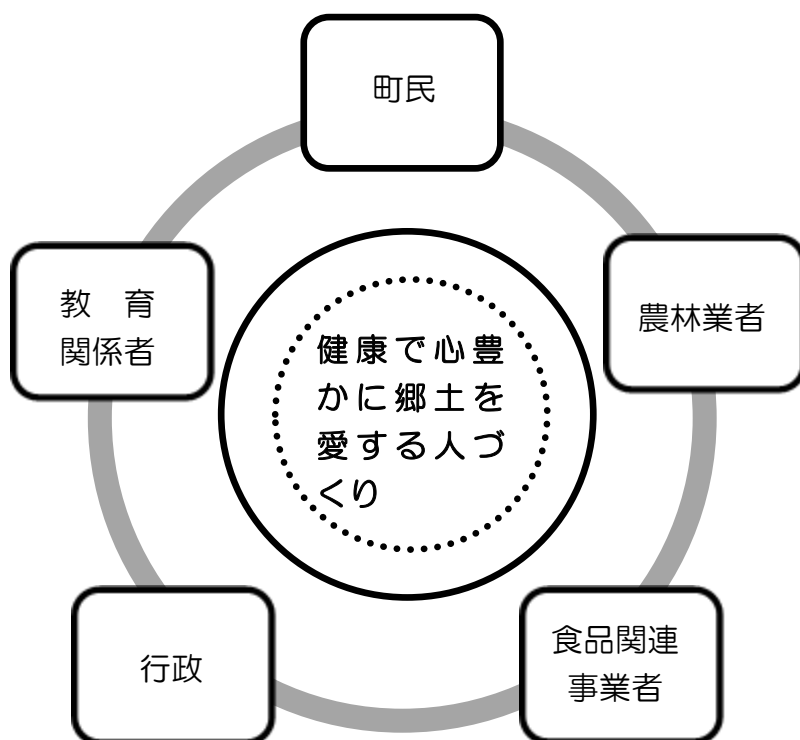 町民
教　育
関係者
農林業者
健康で心豊
かに郷土を
愛する人づ
くり
行政
食品関連
事業者